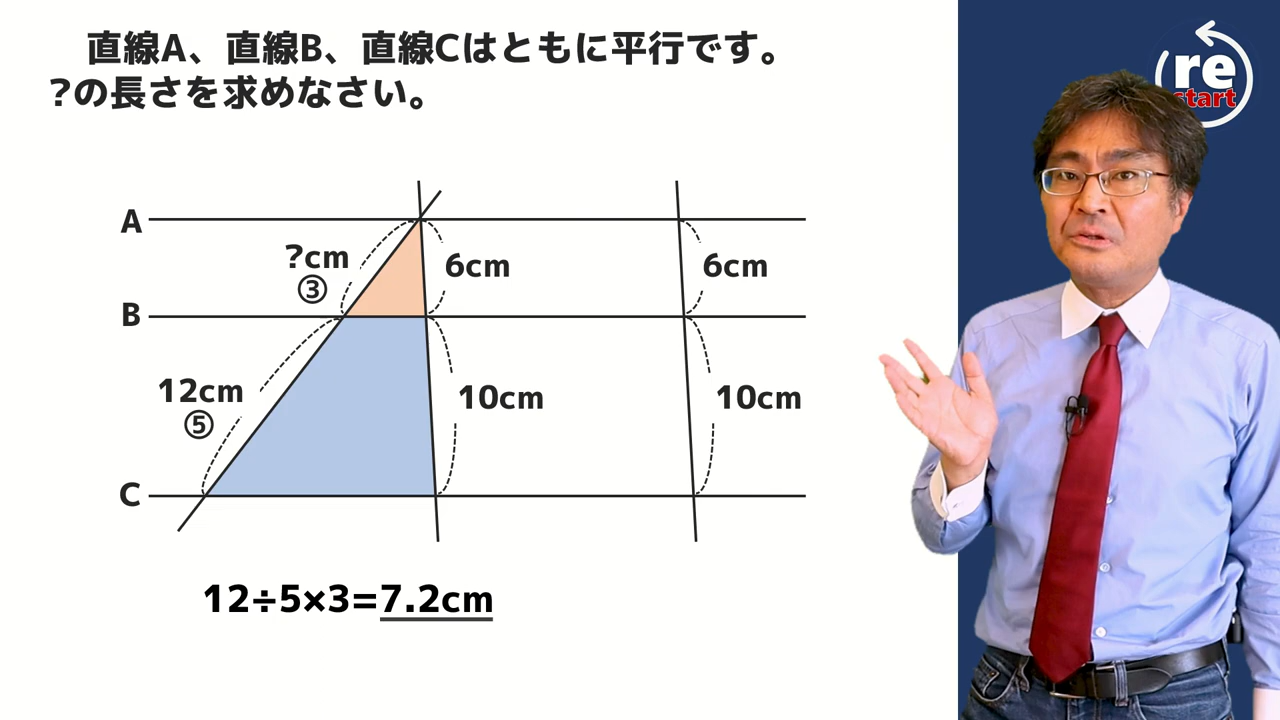 直線A、直線B、直線Cはともに平行です。
?の長さを求めなさい。
re
start
A
?cm
③
6cm
6cm
B
12cm
⑤
10cm
10cm
C
12÷5×3=7.2cm